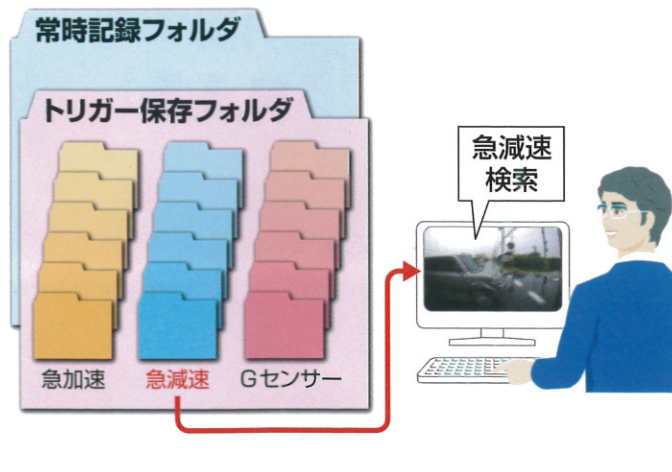 常時記録フォルダ
トリガー保存フォルダ
急減速
検索
急加速
急減速
Gセンサー